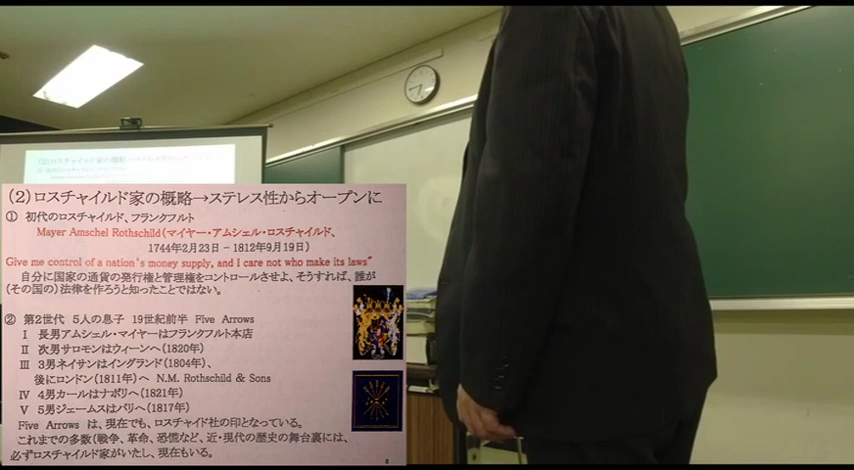 (2)ロスチャイルド家の概略→ステレス性からオープンに
① 初代のロスチャイルド、フランクフルト
Mayer Amschel Rothschild(マイヤー・アムシェル・ロスチャイルド、
1744年2月23日 - 1812年9月19日)
Give me control of a nation's money supply, and I care not who make its laws"
自分に国家の通貨の発行権と管理権をコントロールさせよ、そうすれば、誰が
(その国の)法律を作ろうと知ったことではない。
② 第2世代 5人の息子 19世紀前半 Five Arrows
Ⅰ 長男アムシェル・マイヤーはフランクフルト本店
Ⅱ 次男サロモンはウィーンへ(1820年)
Ⅲ 3男ネイサンはイングランド(1804年)、
後にロンドン(1811年)へ N.M. Rothschild & Sons
Ⅳ 4男カールはナポリへ(1821年)
Ⅴ 5男ジェームスはパリへ(1817年)
Five Arrows は、現在でも、ロスチャイド社の印となっている。
これまでの多数(戦争、革命、恐慌など、近・現代の歴史の舞台裏には、
必ずロスチャイルド家がいたし、現在もいる。
8